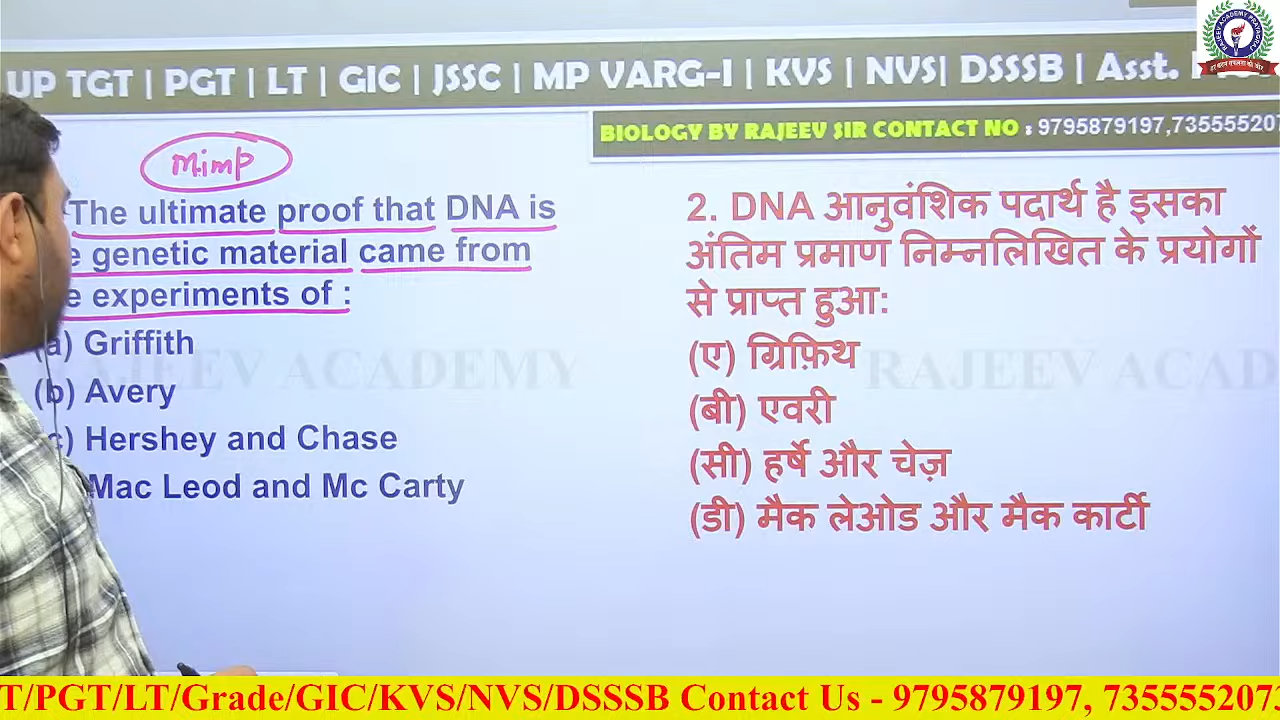 UP TGT | PGT | LT | GIC | JSSC | MP VARG-I | KVS | NVS| DSSSB | Asst.
BIOLOGY BY RAJEEV SIR CONTACT NO : 9795879197,735555207
M.imp
The ultimate proof that DNA is
e genetic material came from
e experiments of :
(a) Griffith
(b) Avery
c) Hershey and Chase
Mac Leod and Mc Carty
2. DNA आनुवंशिक पदार्थ है इसका
अंतिम प्रमाण निम्नलिखित के प्रयोगों
से प्राप्त हुआ:
(ए) ग्रिफ़िथ
(बी) एवरी
(सी) हर्षे और चेज़
(डी) मैक लेओड और मैक कार्टी
RAJEEV ACADEMY
RAJEEV ACAD
T/PGT/LT/Grade/GIC/KVS/NVS/DSSSB Contact Us - 9795879197, 7355552073